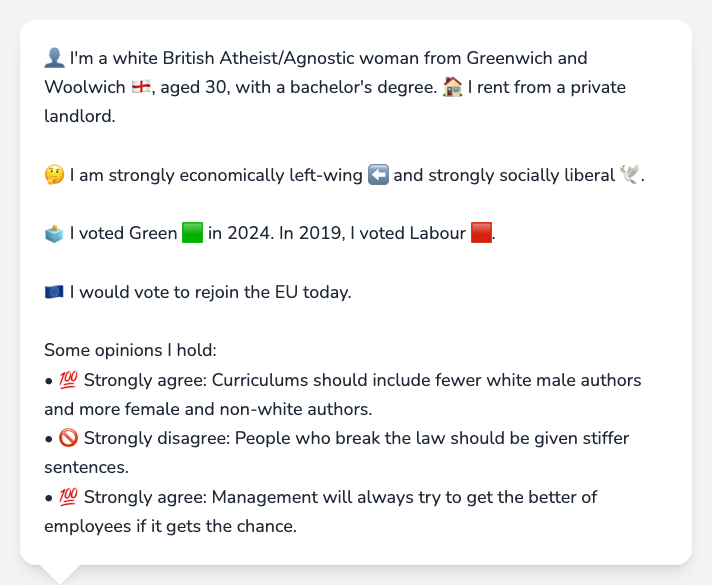 👤 I'm a white British Atheist/Agnostic woman from Greenwich and
Woolwich 🏴󠁧󠁢󠁥󠁮󠁧󠁿, aged 30, with a bachelor's degree. 🏠 I rent from a private
landlord.
🤔 I am strongly economically left-wing ⬅️ and strongly socially liberal 🕊️.
🗳️ I voted Green 🟩 in 2024. In 2019, I voted Labour 🟥.
🇪🇺 I would vote to rejoin the EU today.
Some opinions I hold:
• 💯 Strongly agree: Curriculums should include fewer white male authors
and more female and non-white authors.
• 🚫 Strongly disagree: People who break the law should be given stiffer
sentences.
• 💯 Strongly agree: Management will always try to get the better of
employees if it gets the chance.